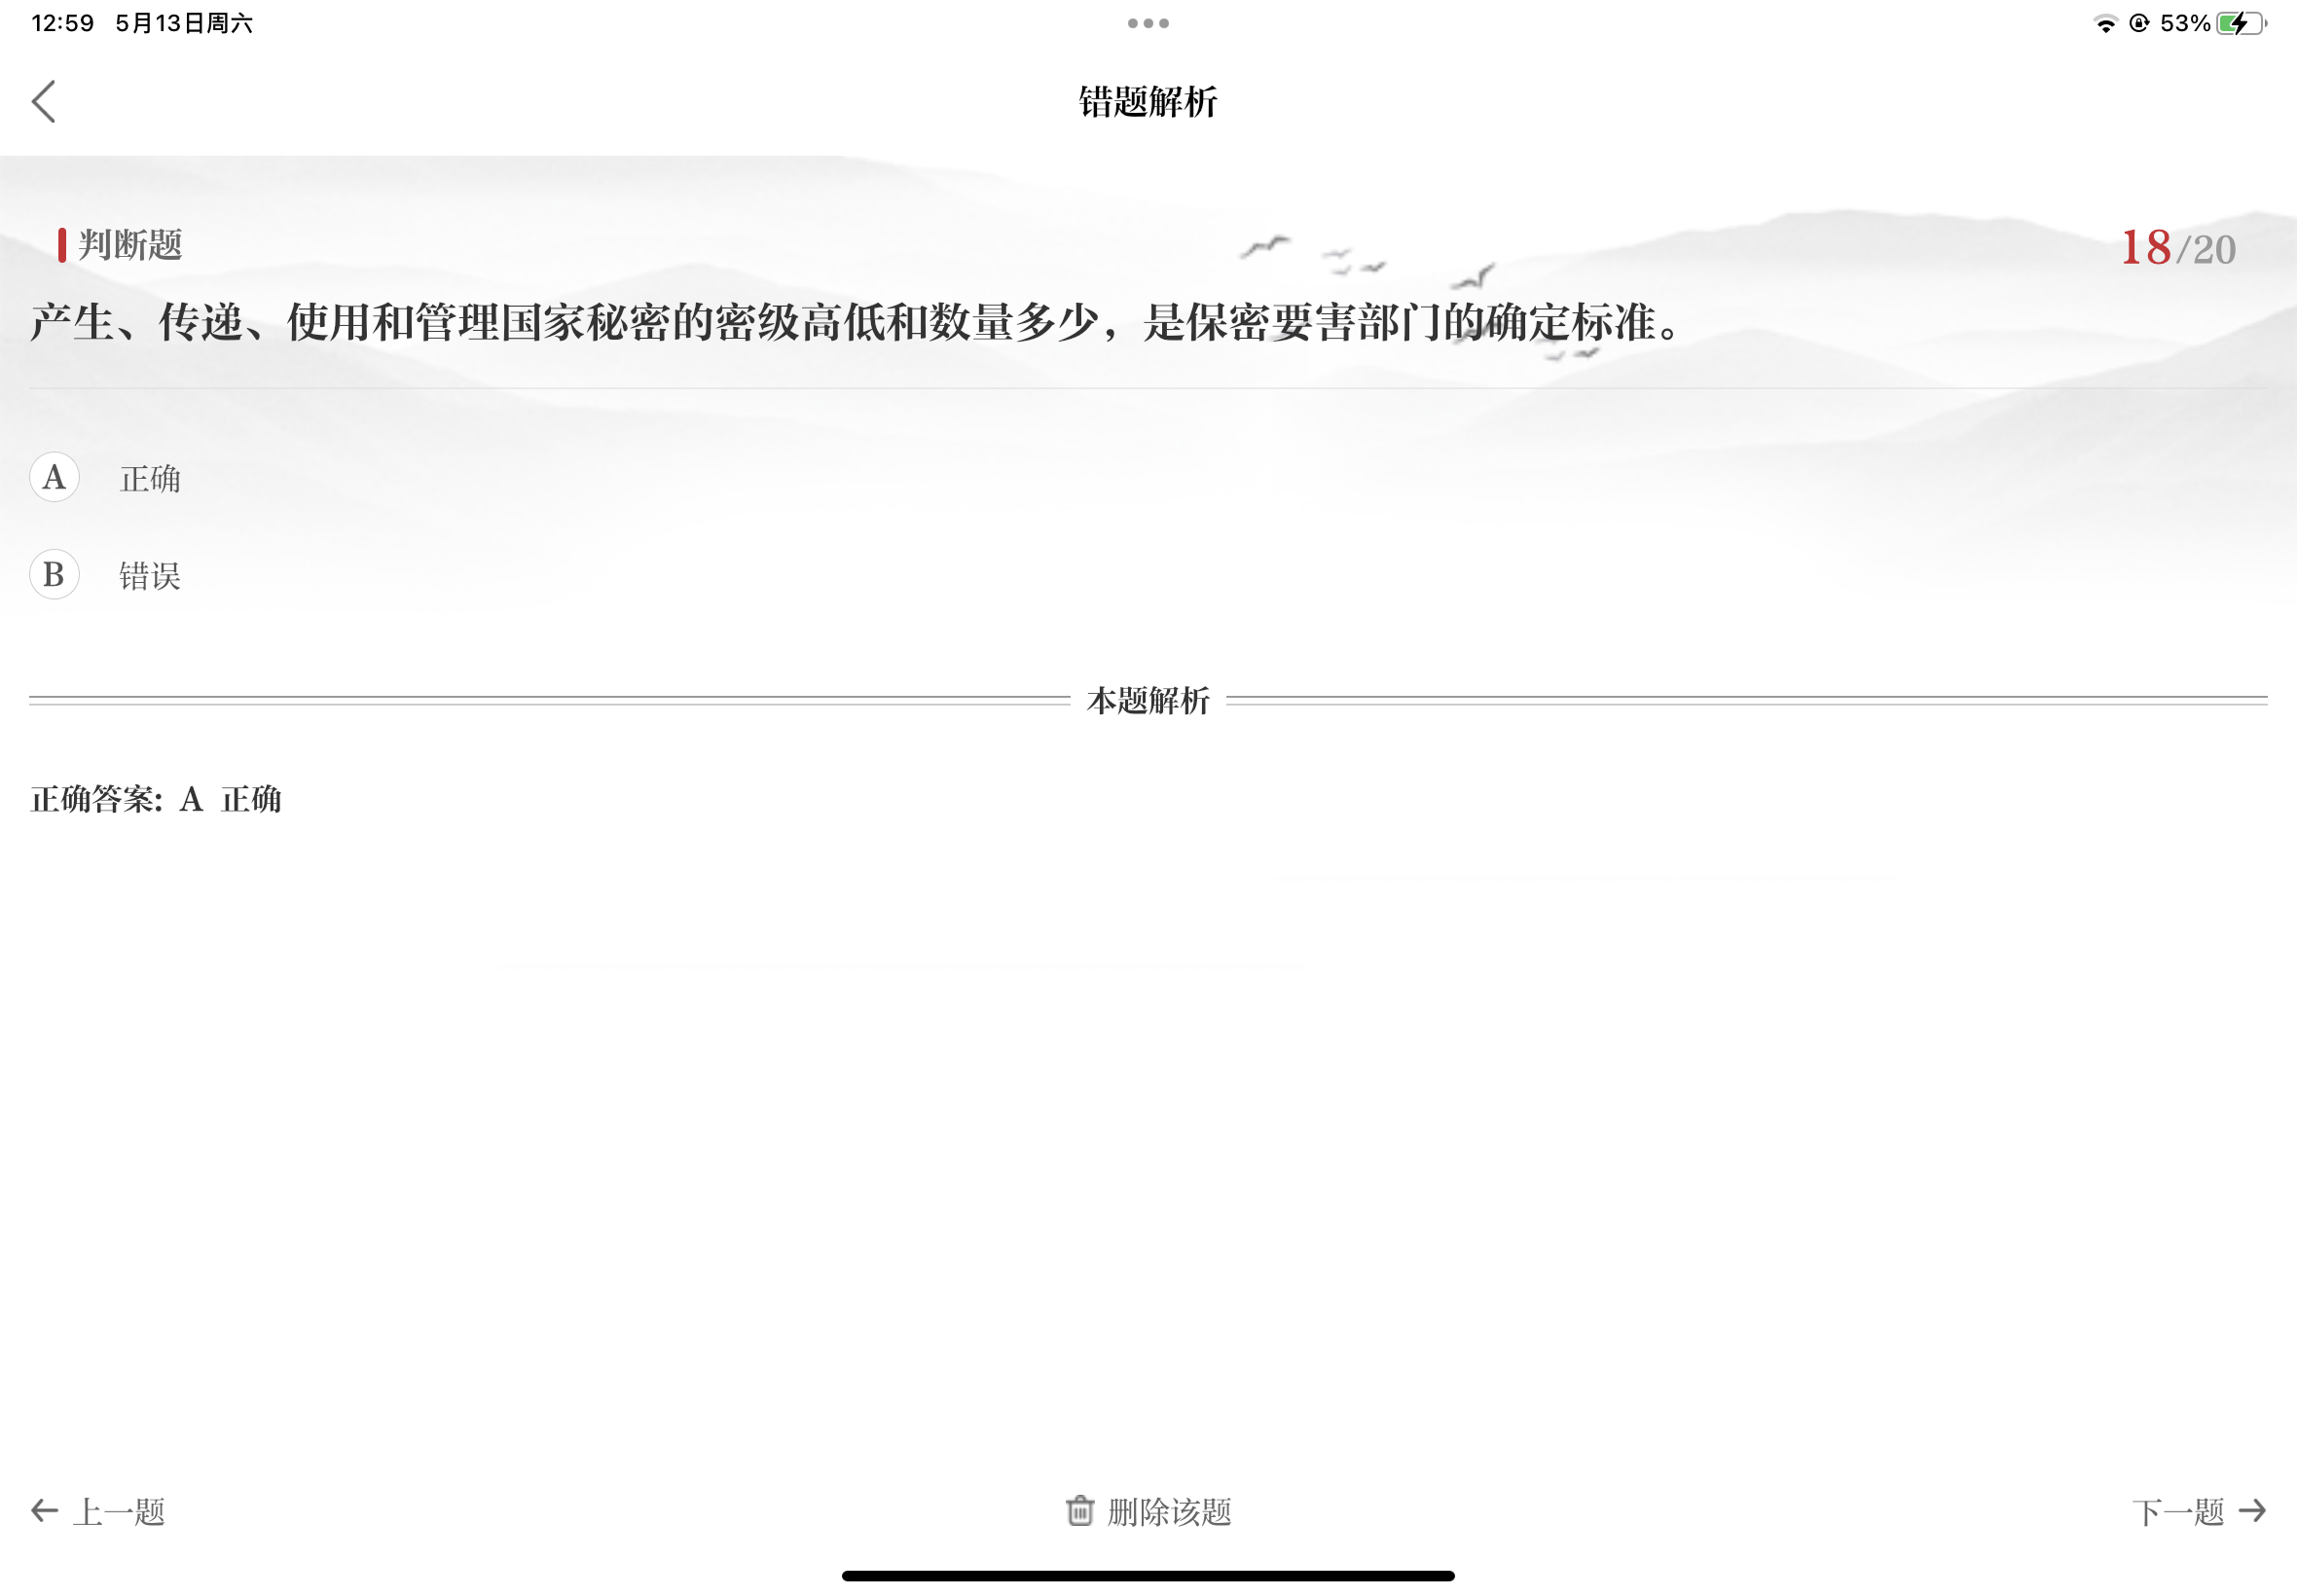 12:59 5月13日周六
53%
错题解析
判断题
18/20
产生、传递、使用和管理国家秘密的密级高低和数量多少，是保密要害部门的确定标准。
A 正确
B 错误
本题解析
正确答案: A 正确
上一题
删除该题
下一题